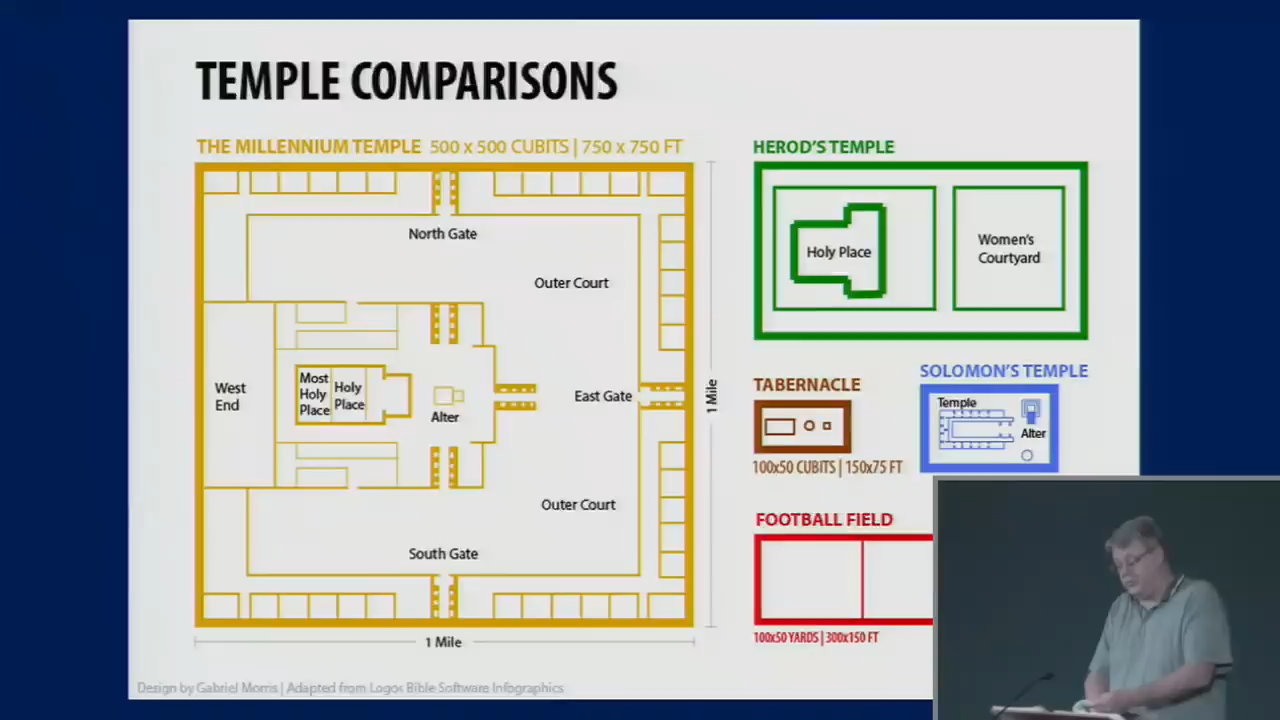 TEMPLE COMPARISONS
THE MILLENNIUM TEMPLE 500 x 500 CUBITS | 750 x 750 FT
North Gate
Outer Court
West
End
Most
Holy
Place
Holy
Place
Alter
East Gate
Outer Court
South Gate
1 Mile
1 Mile
HEROD'S TEMPLE
Holy Place
Women's
Courtyard
TABERNACLE
100x50 CUBITS | 150x75 FT
SOLOMON'S TEMPLE
Temple
Alter
FOOTBALL FIELD
100x50 YARDS | 300x150 FT
Design by Gabriel Morris | Adapted from Logos Bible Software Infographics